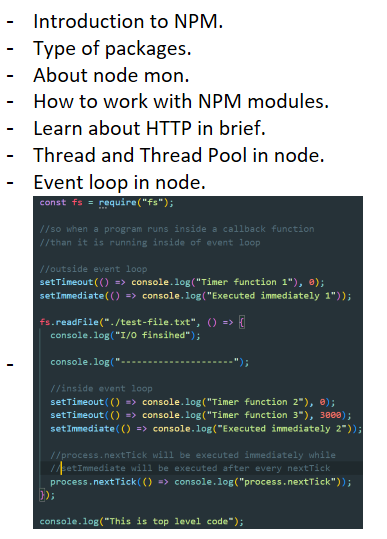 - Introduction to NPM.
- Type of packages.
- About node mon.
- How to work with NPM modules.
- Learn about HTTP in brief.
- Thread and Thread Pool in node.
- Event loop in node.
const fs = require("fs");
//so when a program runs inside a callback function
//than it is running inside of event loop
//outside event loop
setTimeout(() => console.log("Timer function 1"), 0);
setImmediate(() => console.log("Executed immediately 1"));
fs.readFile("./test-file.txt", () => {
console.log("I/O finsihed");
-
console.log("---------------------");
//inside event loop
setTimeout(() => console.log("Timer function 2"), 0);
setTimeout(() => console.log("Timer function 3"), 3000);
setImmediate(() => console.log("Executed immediately 2"));
//process.nextTick will be executed immediately while
//setImmediate will be executed after every nextTick
process.nextTick(() => console.log("process.nextTick"));
});
console.log("This is top level code");